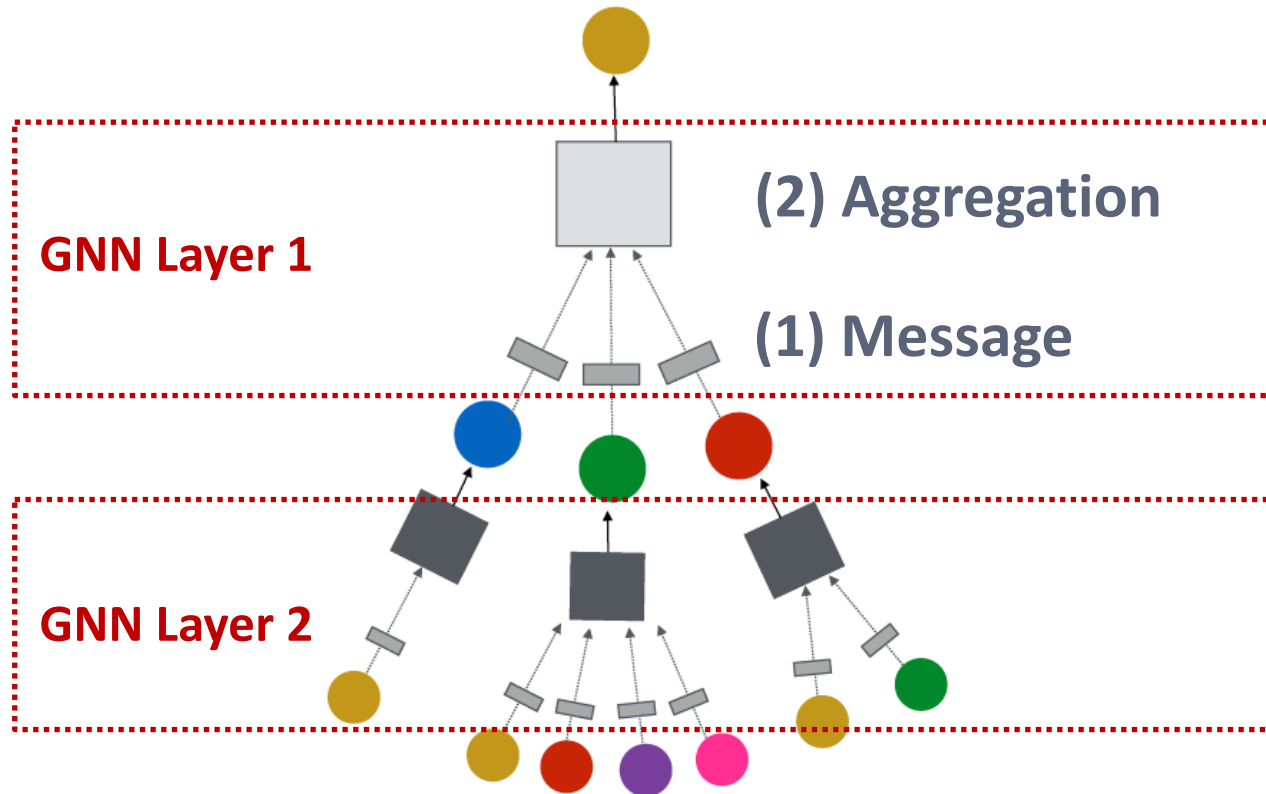 (2) Aggregation
GNN Layer 1
(1) Message
GNN Layer 2